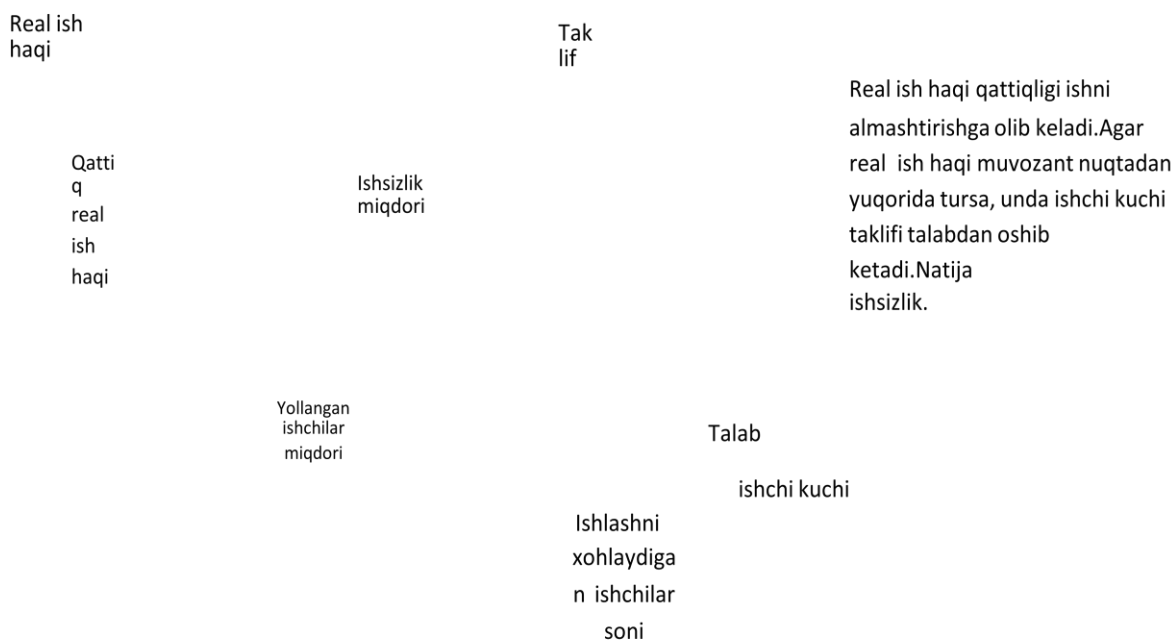 Real ish
haqi
Tak
lif
Real ish haqi qattiqligi ishni
almashtirishga olib keladi.Agar
real ish haqi muvozant nuqtadan
yuqorida tursa, unda ishchi kuchi
taklifi talabdan oshib
ketadi.Natija
ishsizlik.
Qatti
q
real
ish
haqi
Ishsizlik
miqdori
Yollangan
ishchilar
miqdori
Talab
ishchi kuchi
Ishlashni
xohlaydiga
n ishchilar
soni